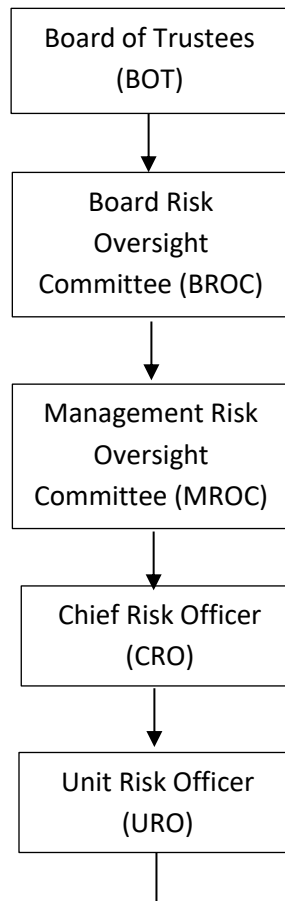 Board of Trustees
(BOT)
Board Risk
Oversight
Committee (BROC)
Management Risk
Oversight
Committee (MROC)
Chief Risk Officer
(CRO)
Unit Risk Officer
(URO)